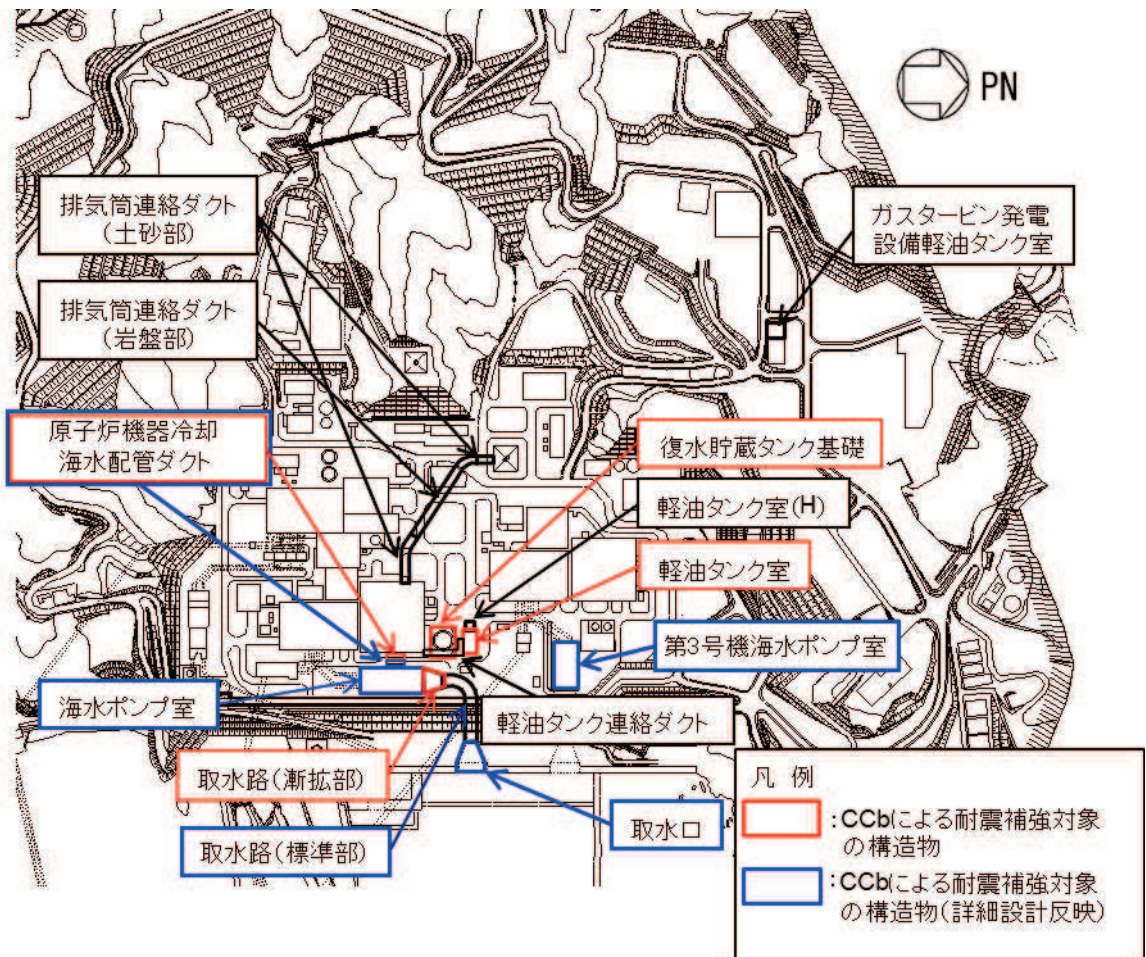 PN
排気筒連絡ダクト
(土砂部)
ガスタービン発電
設備軽油タンク室
排気筒連絡ダクト
(岩盤部)
原子炉機器冷却
海水配管ダクト
復水貯蔵タンク基礎
軽油タンク室(H)
軽油タンク室
第3号機海水ポンプ室
海水ポンプ室
軽油タンク連絡ダクト
取水路(漸拡部)
取水口
取水路(標準部)
凡 例
:CCbによる耐震補強対象
の構造物
:CCbによる耐震補強対象
の構造物(詳細設計反映)